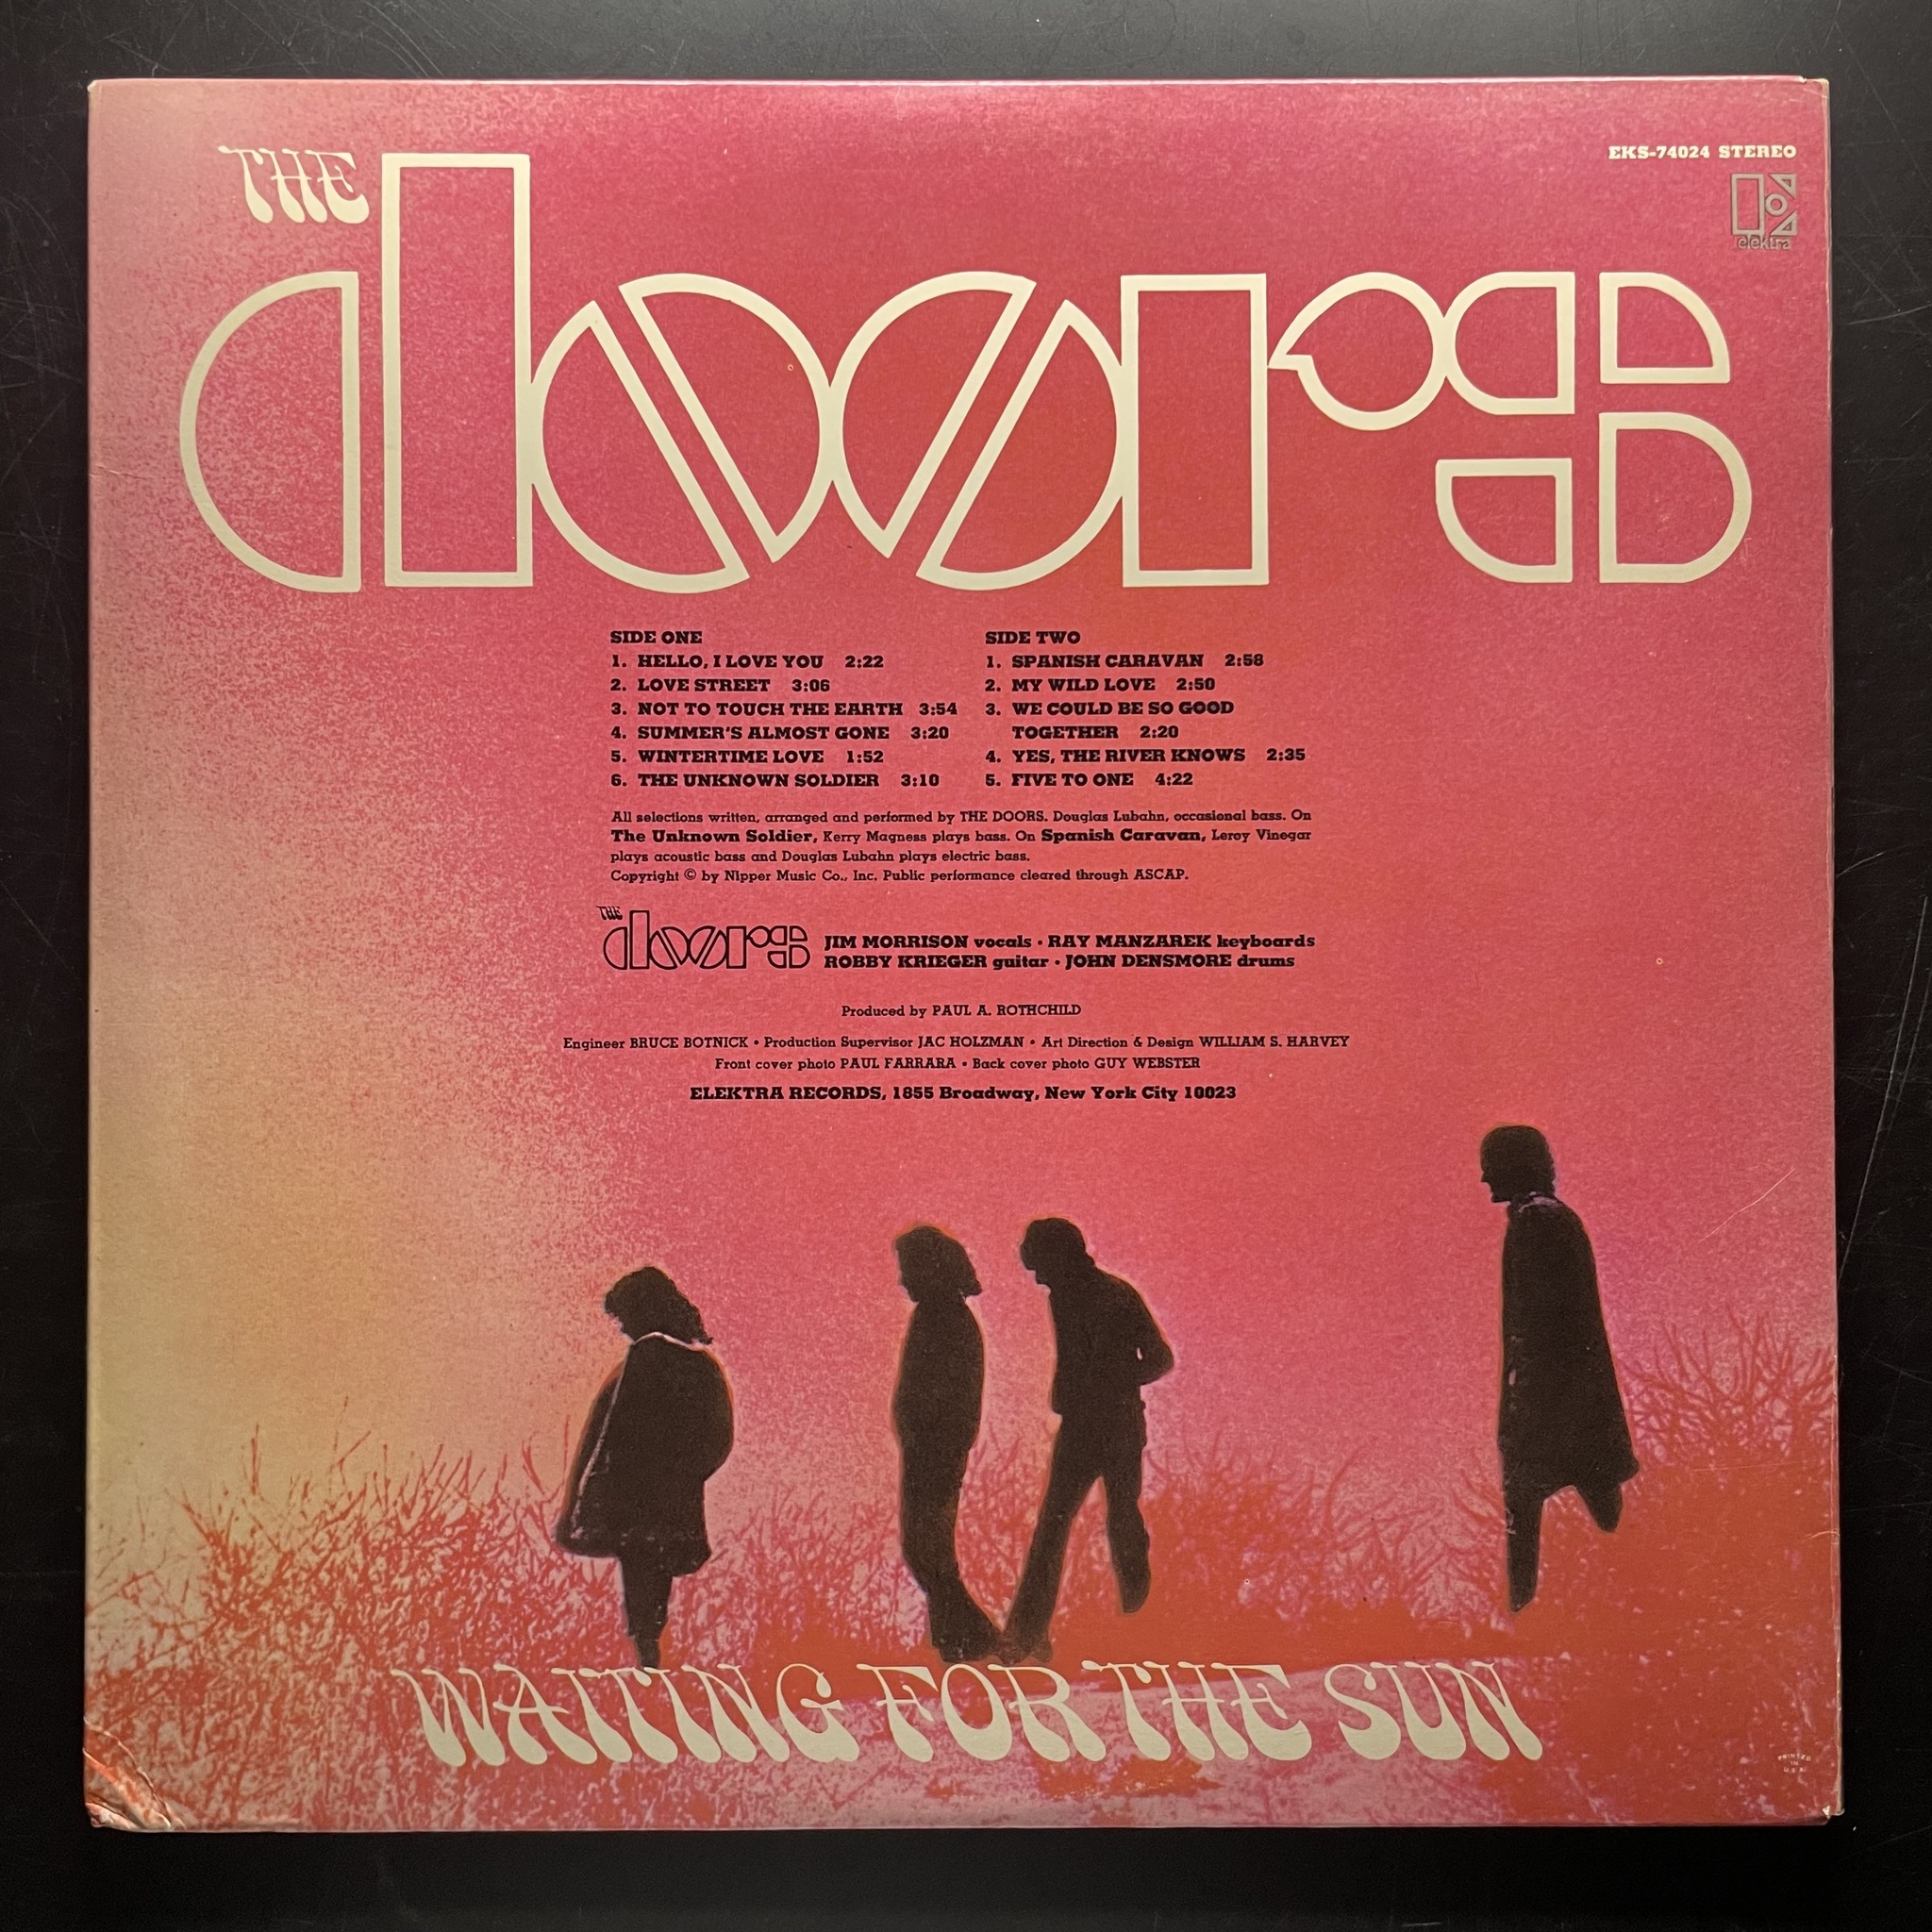 THE
doors
EKS-74024 STEREO
elektra
SIDE ONE
1. HELLO, I LOVE YOU 2:22
2. LOVE STREET 3:06
3. NOT TO TOUCH THE EARTH 3:54
4. SUMMER'S ALMOST GONE 3:20
5. WINTERTIME LOVE 1:52
6. THE UNKNOWN SOLDIER 3:10
SIDE TWO
1. SPANISH CARAVAN 2:58
2. MY WILD LOVE 2:50
3. WE COULD BE SO GOOD
TOGETHER 2:20
4. YES, THE RIVER KNOWS 2:35
5. FIVE TO ONE 4:22
All selections written, arranged and performed by THE DOORS. Douglas Lubahn, occasional bass. On
The Unknown Soldier, Kerry Magness plays bass. On Spanish Caravan, Leroy Vinegar
plays acoustic bass and Douglas Lubahn plays electric bass.
Copyright © by Nipper Music Co., Inc. Public performance cleared through ASCAP.
THE
doors
JIM MORRISON vocals • RAY MANZAREK keyboards
ROBBY KRIEGER guitar • JOHN DENSMORE drums
Produced by PAUL A. ROTHCHILD
Engineer BRUCE BOTNICK • Production Supervisor JAC HOLZMAN • Art Direction & Design WILLIAM S. HARVEY
Front cover photo PAUL FARRARA • Back cover photo GUY WEBSTER
ELEKTRA RECORDS, 1855 Broadway, New York City 10023
WAITING FOR THE SUN
PRINTED
IN
U.S.A.